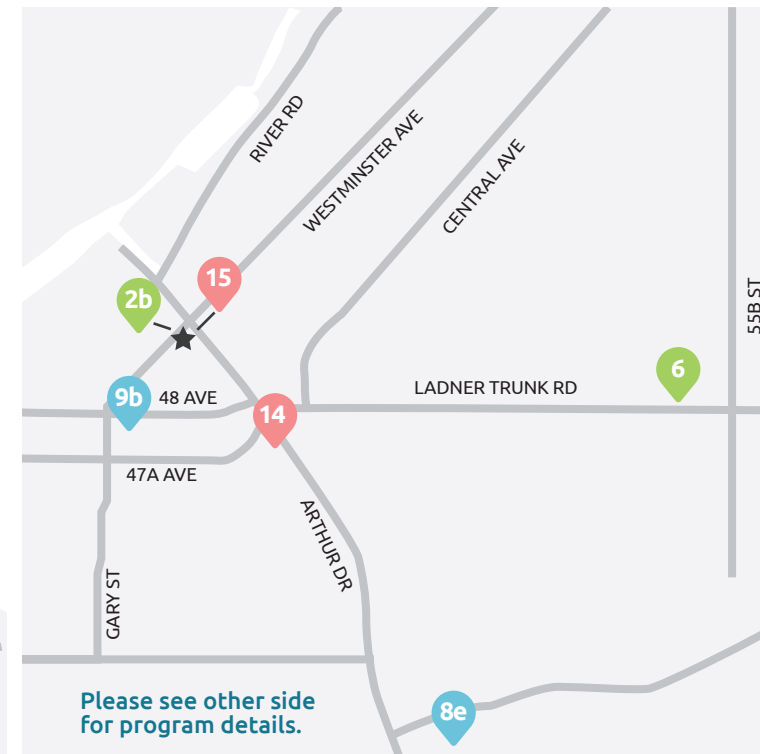 RIVER RD
WESTMINSTER AVE
CENTRAL AVE
55B ST
15
2b
6
LADNER TRUNK RD
9b
48 AVE
14
47A AVE
ARTHUR DR
GARY ST
Please see other side
for program details.
8e